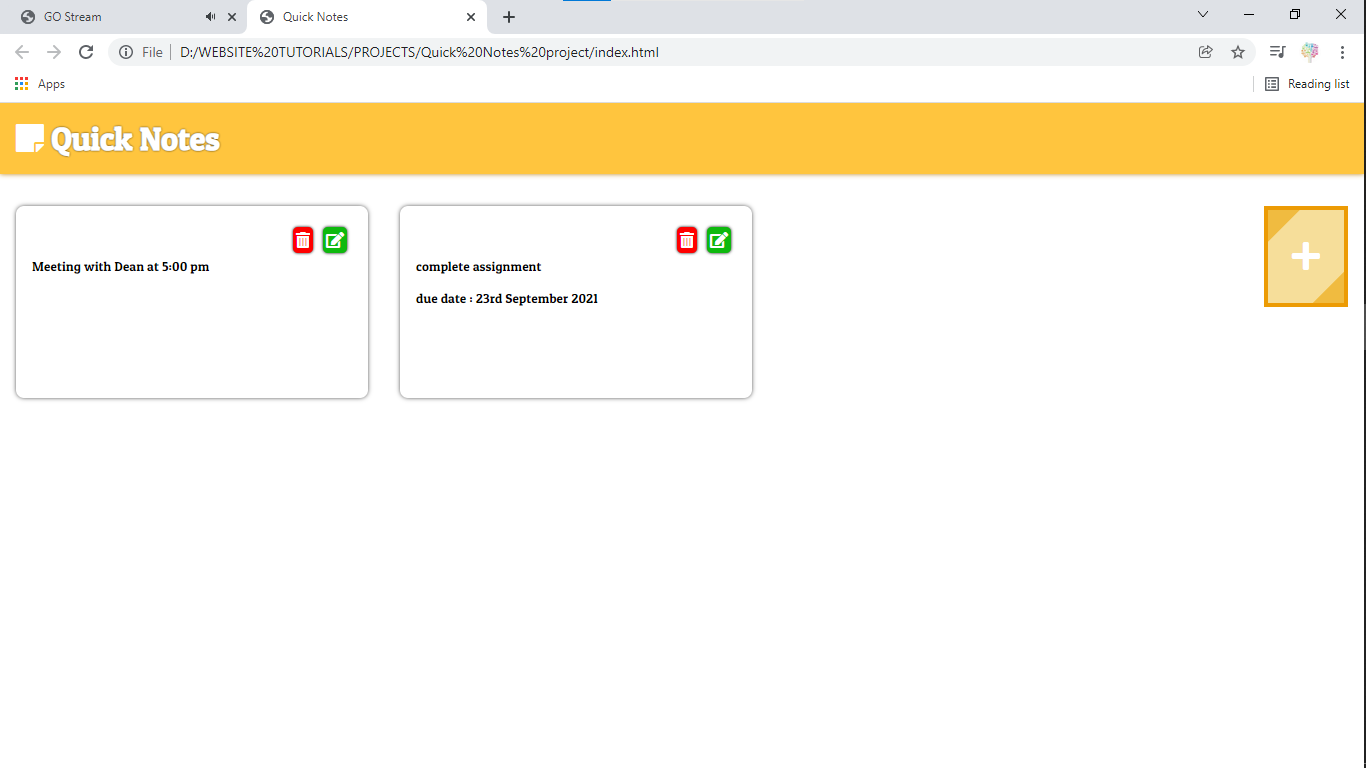 GO Stream
Quick Notes
File
D:/WEBSITE%20TUTORIALS/PROJECTS/Quick%20Notes%20project/index.html
Apps
Reading list
Quick Notes
Meeting with Dean at 5:00 pm
complete assignment
due date : 23rd September 2021